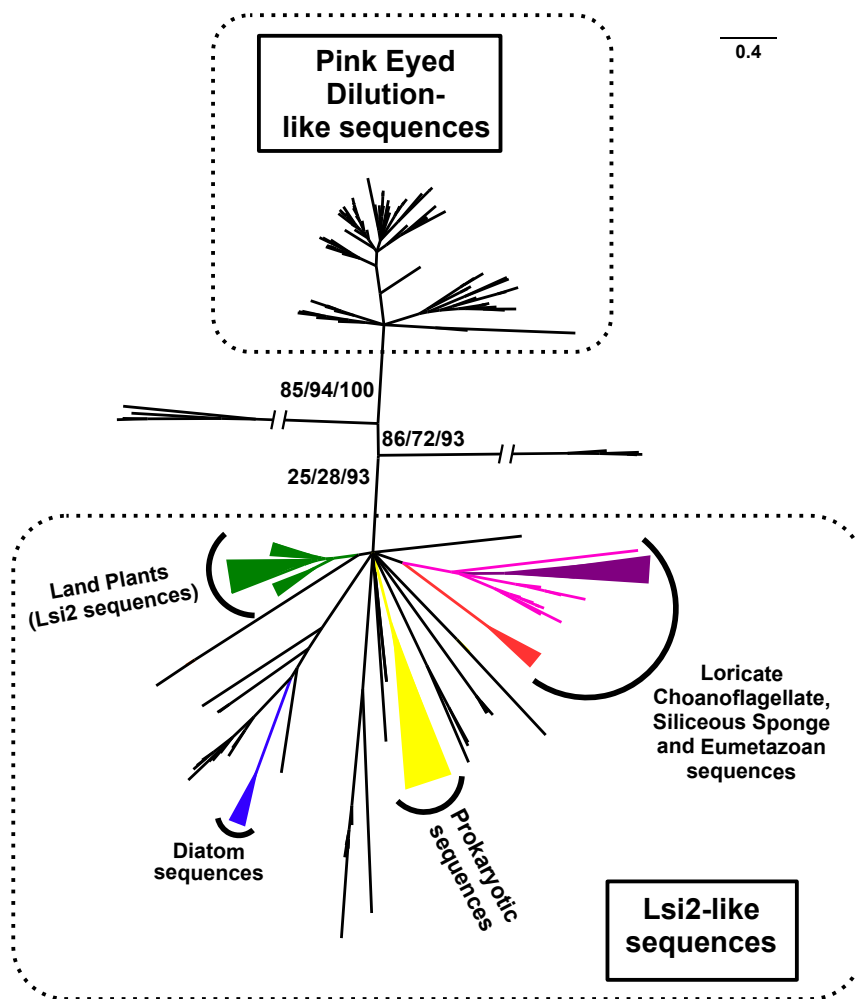 Pink Eyed
Dilution-
like sequences
0.4
85/94/100
86/72/93
25/28/93
Land Plants
(Lsi2 sequences)
Loricate
Choanoflagellate,
Siliceous Sponge
and Eumetazoan
sequences
Diatom
sequences
Prokaryotic
sequences
Lsi2-like
sequences